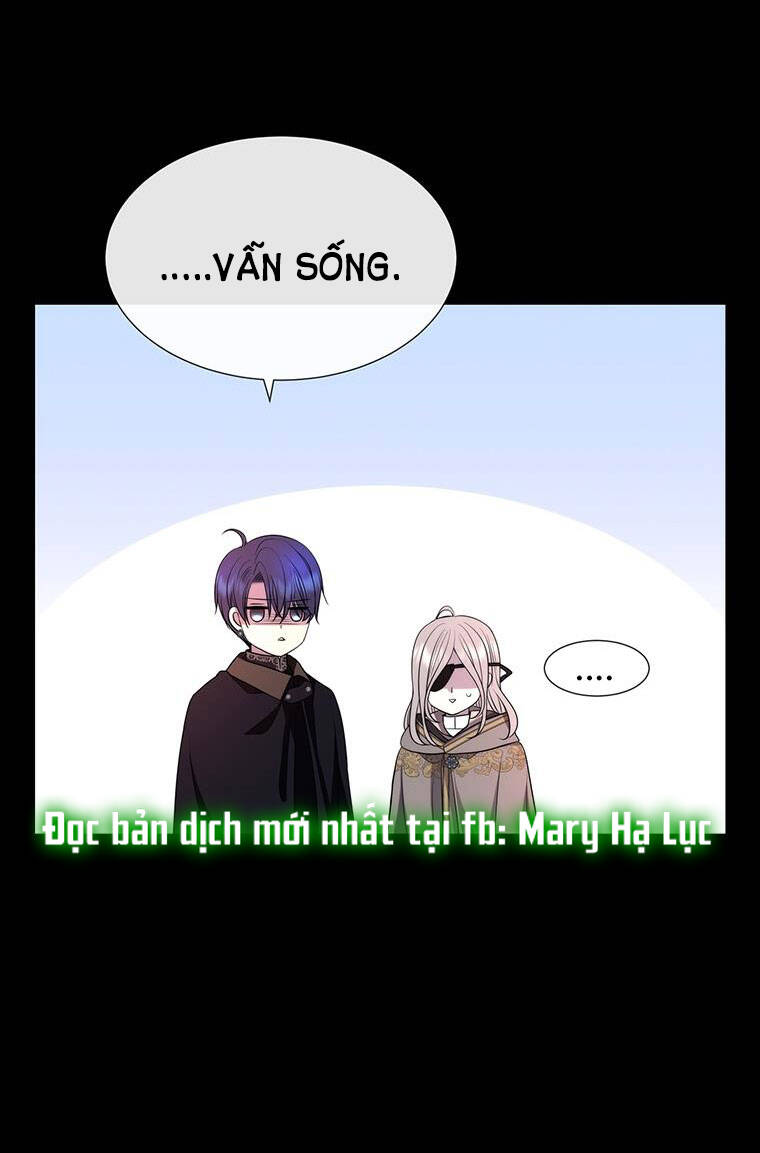 .....VẪN SỐNG.
....
Đọc bản dịch mới nhất tại fb: Mary Hạ Lục